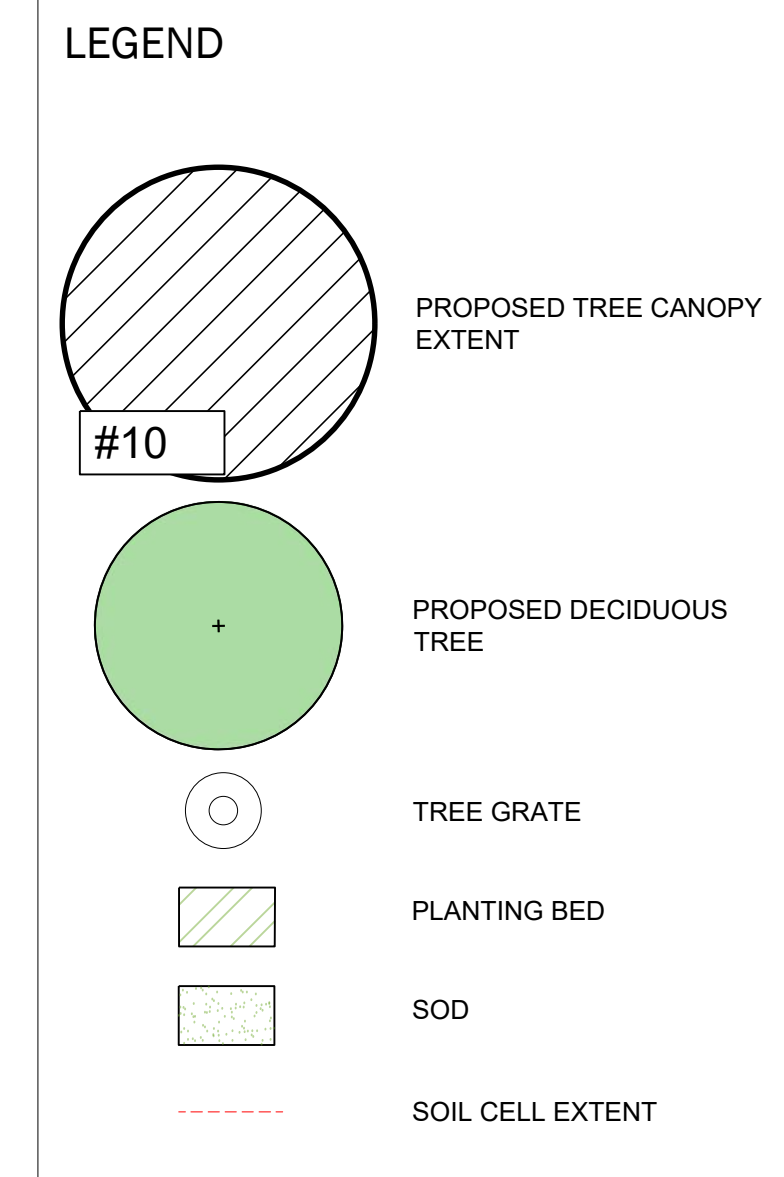 LEGEND
PROPOSED TREE CANOPY
EXTENT
#10
PROPOSED DECIDUOUS
TREE
TREE GRATE
PLANTING BED
SOD
SOIL CELL EXTENT